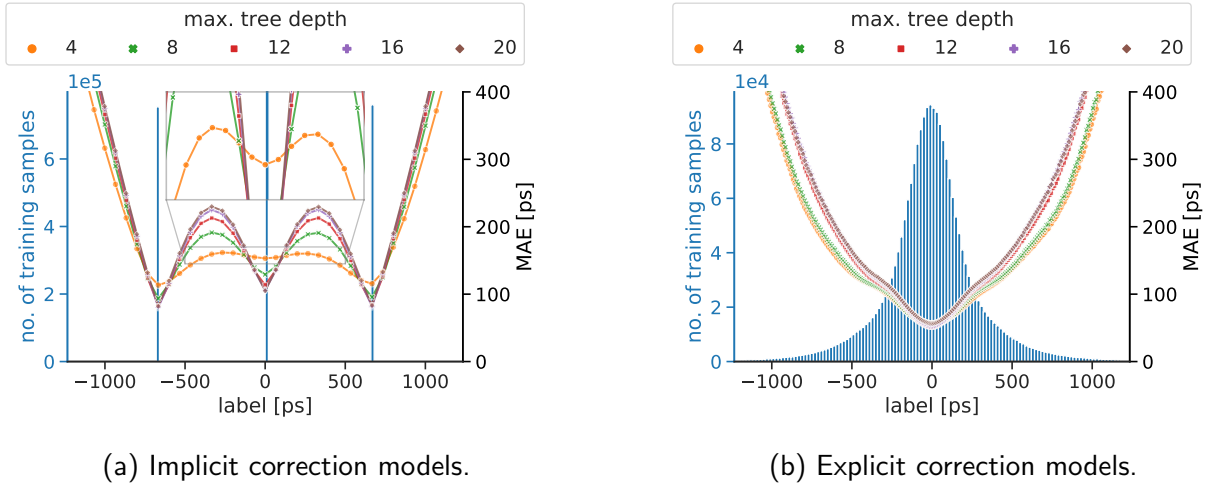 max. tree depth
4 8 12 16 20
1e5
no. of training samples
0 2 4 6
MAE [ps]
0 100 200 300 400
−1000 −500 0 500 1000
label [ps]
(a) Implicit correction models.
max. tree depth
4 8 12 16 20
1e4
no. of training samples
0 2 4 6 8
MAE [ps]
0 100 200 300 400
−1000 −500 0 500 1000
label [ps]
(b) Explicit correction models.